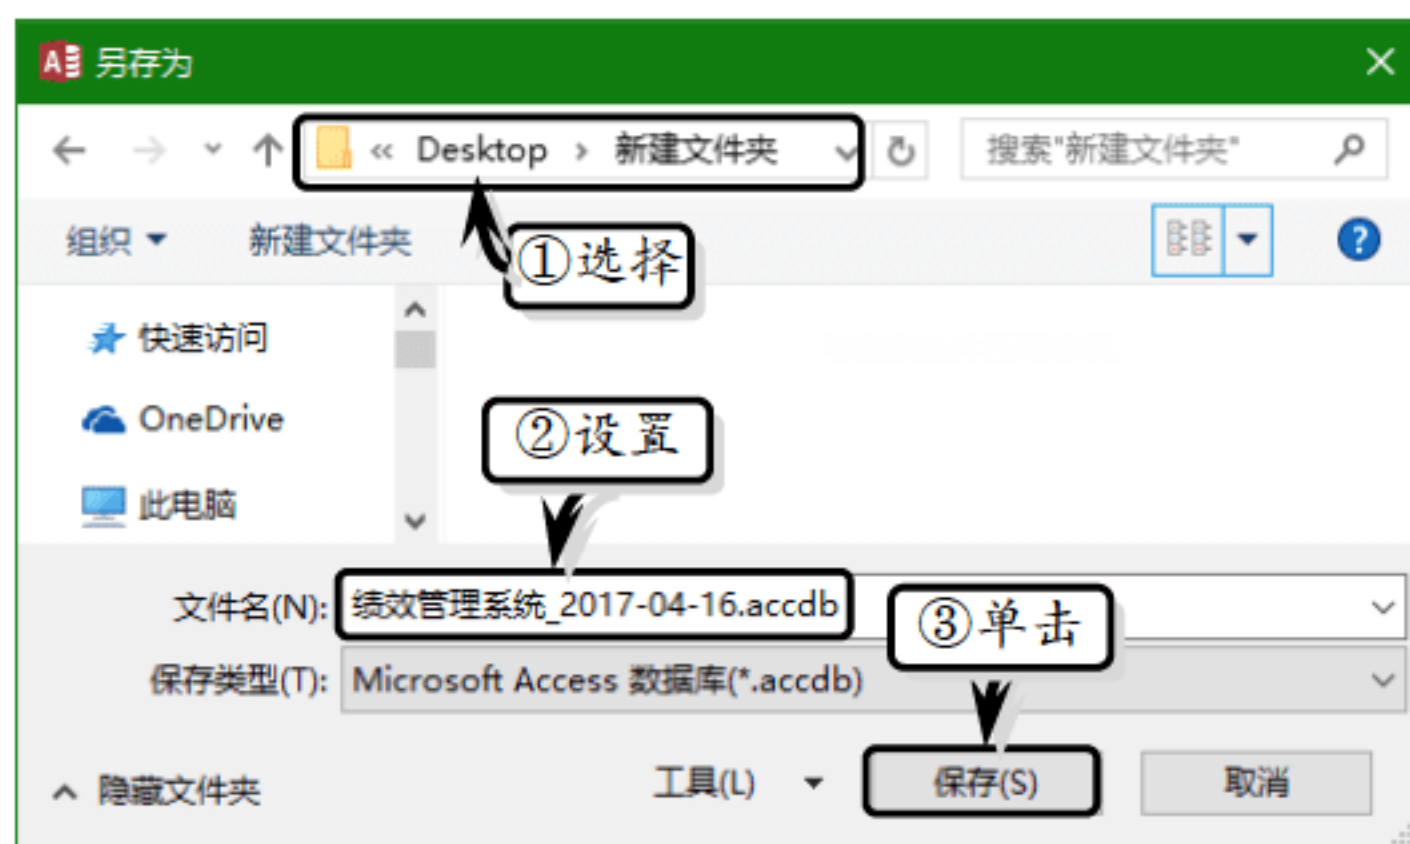 另存为
« Desktop › 新建文件夹
搜索"新建文件夹"
组织 新建文件夹
①选择
快速访问
OneDrive
②设置
此电脑
文件名(N): 绩效管理系统_2017-04-16.accdb
③单击
保存类型(T): Microsoft Access 数据库(*.accdb)
隐藏文件夹 工具(L) 保存(S) 取消